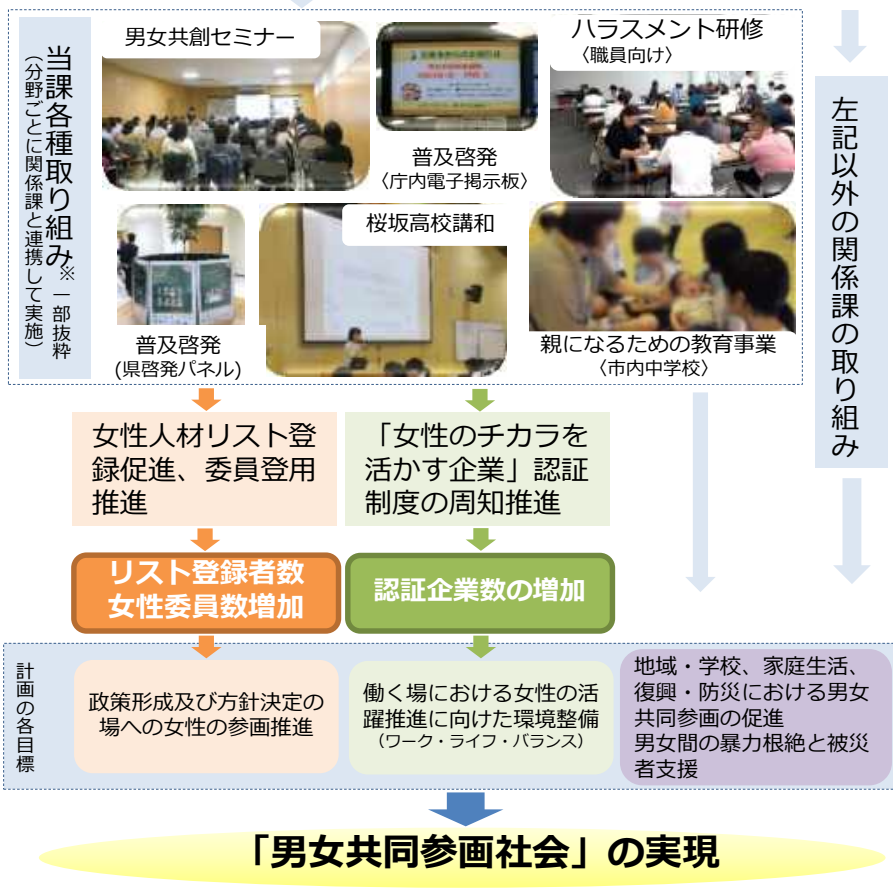 当課各種取り組み※一部抜粋
（分野ごとに関係課と連携して実施）
男女共創セミナー
普及啓発
〈庁内電子掲示板〉
ハラスメント研修
〈職員向け〉
普及啓発
(県啓発パネル)
桜坂高校講和
親になるための教育事業
〈市内中学校〉
左記以外の関係課の取り組み
女性人材リスト登
録促進、委員登用
推進
「女性のチカラを
活かす企業」認証
制度の周知推進
リスト登録者数
女性委員数増加
認証企業数の増加
計画の各目標
政策形成及び方針決定の
場への女性の参画推進
働く場における女性の活
躍推進に向けた環境整備
（ワーク・ライフ・バランス）
地域・学校、家庭生活、
復興・防災における男女
共同参画の促進
男女間の暴力根絶と被災
者支援
「男女共同参画社会」の実現